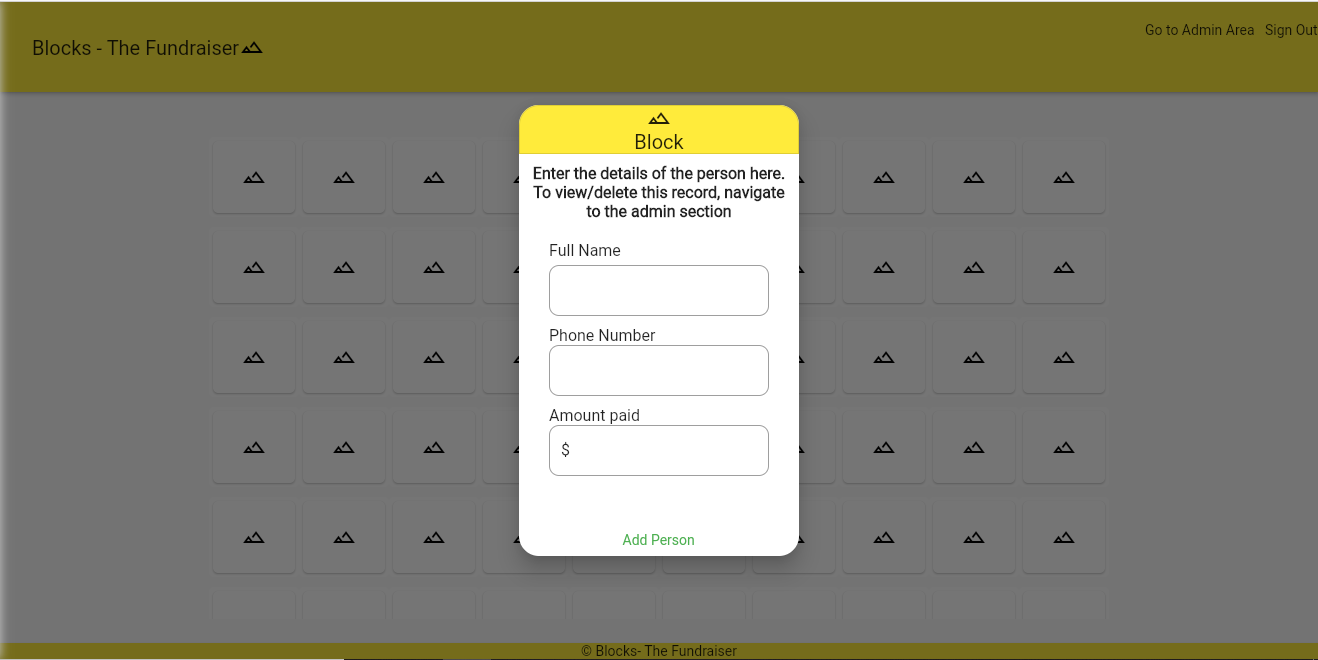 Blocks - The Fundraiser
Go to Admin Area Sign Out
Block
Enter the details of the person here.
To view/delete this record, navigate
to the admin section
Full Name
Phone Number
Amount paid
$
Add Person
© Blocks- The Fundraiser